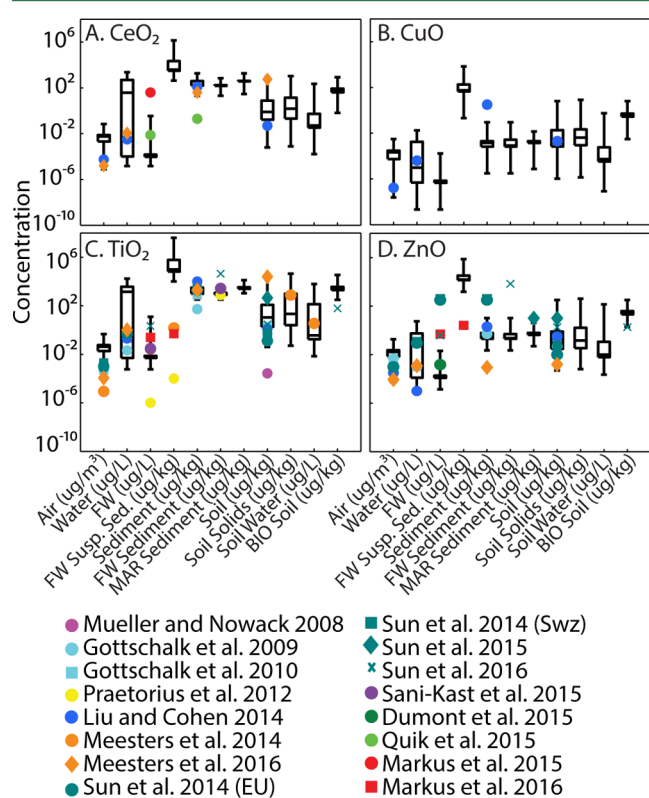 A. CeO₂
B. CuO
10⁶
10²
10⁻²
10⁻⁶
10⁻¹⁰
C. TiO₂
D. ZnO
10⁶
10²
10⁻²
10⁻⁶
10⁻¹⁰
Concentration
Air (ug/m³)
Water (ug/L)
FW (ug/L)
FW Susp. Sed. (ug/kg)
Sediment (ug/kg)
FW Sediment (ug/kg)
MAR Sediment (ug/kg)
Soil (ug/kg)
Soil Solids (ug/kg)
Soil Water (ug/L)
BIO Soil (ug/kg)
Air (ug/m³)
Water (ug/L)
FW (ug/L)
FW Susp. Sed. (ug/kg)
Sediment (ug/kg)
FW Sediment (ug/kg)
MAR Sediment (ug/kg)
Soil (ug/kg)
Soil Solids (ug/kg)
Soil Water (ug/L)
BIO Soil (ug/kg)
Mueller and Nowack 2008
Gottschalk et al. 2009
Gottschalk et al. 2010
Praetorius et al. 2012
Liu and Cohen 2014
Meesters et al. 2014
Meesters et al. 2016
Sun et al. 2014 (EU)
Sun et al. 2014 (Swz)
Sun et al. 2015
Sun et al. 2016
Sani-Kast et al. 2015
Dumont et al. 2015
Quik et al. 2015
Markus et al. 2015
Markus et al. 2016